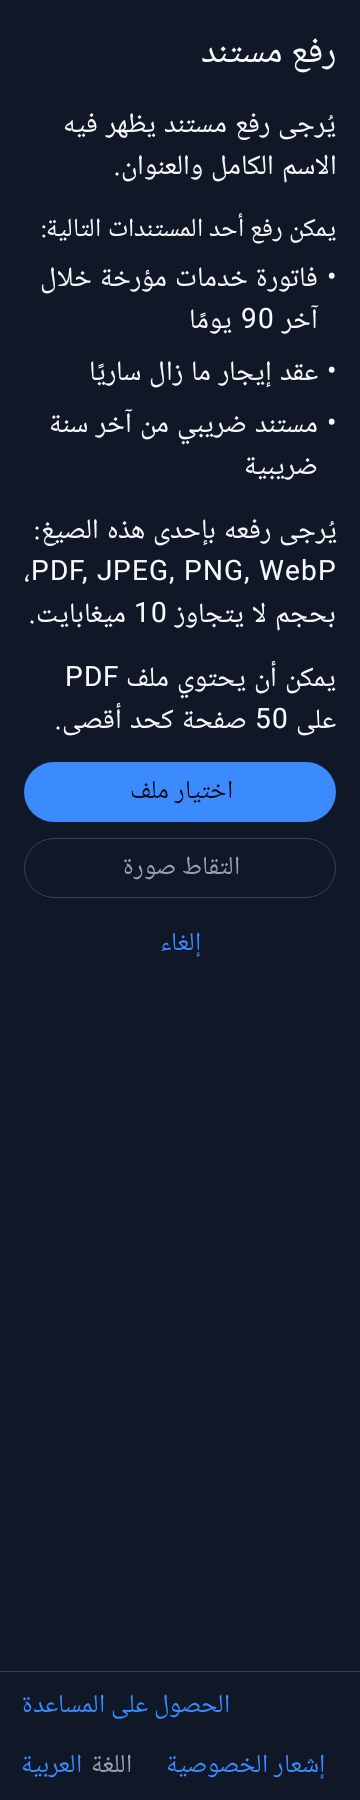 رفع مستند
يُرجى رفع مستند يظهر فيه
الاسم الكامل والعنوان.
يمكن رفع أحد المستندات التالية:
• فاتورة خدمات مؤرخة خلال
آخر 90 يومًا
• عقد إيجار ما زال ساريًا
• مستند ضريبي من آخر سنة
ضريبية
يُرجى رفعه بإحدى هذه الصيغ:
PDF, JPEG, PNG, WebP،
بحجم لا يتجاوز 10 ميغابايت.
يمكن أن يحتوي ملف PDF
على 50 صفحة كحد أقصى.
اختيار ملف
التقاط صورة
إلغاء
الحصول على المساعدة
إشعار الخصوصية اللغة العربية